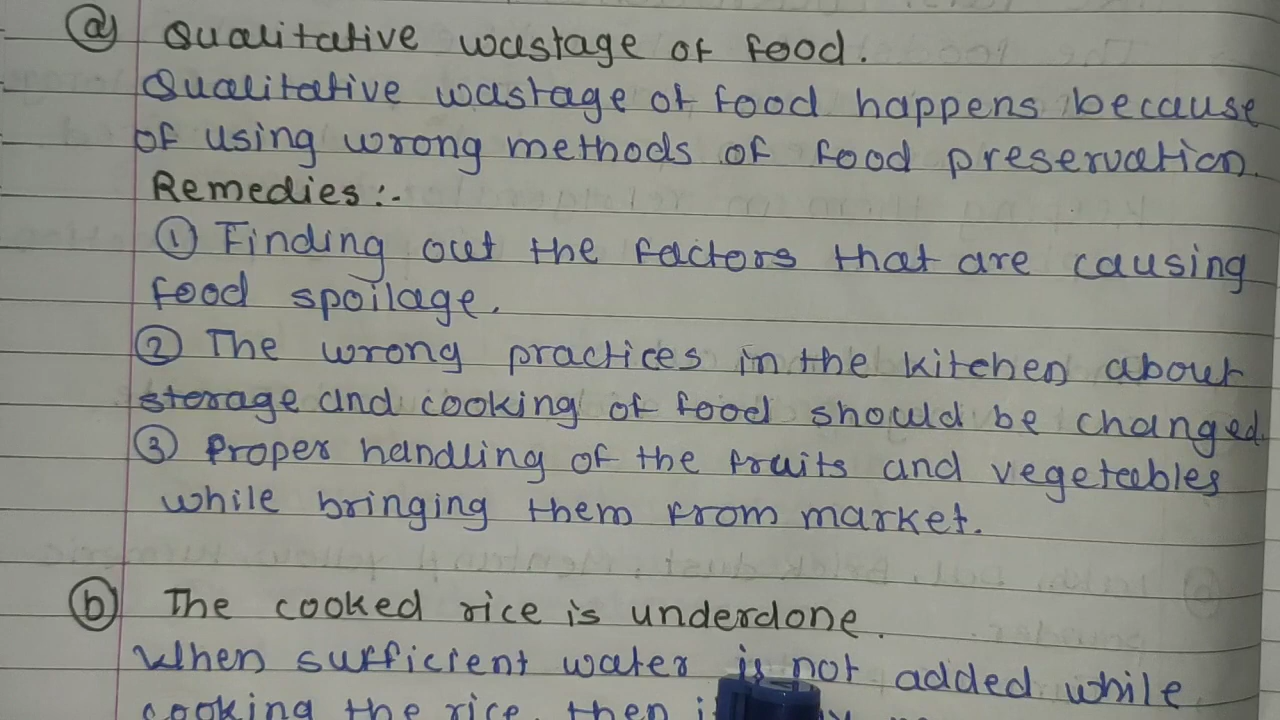 a) Qualitative wastage of food.
Qualitative wastage of food happens because
of using wrong methods of food preservation.
Remedies :-
① Finding out the factors that are causing
food spoilage.
② The wrong practices in the kitchen about
storage and cooking of food should be changed.
③ Proper handling of the fruits and vegetables
while bringing them from market.
b) The cooked rice is underdone.
When sufficient water is not added while
cooking the rice, then